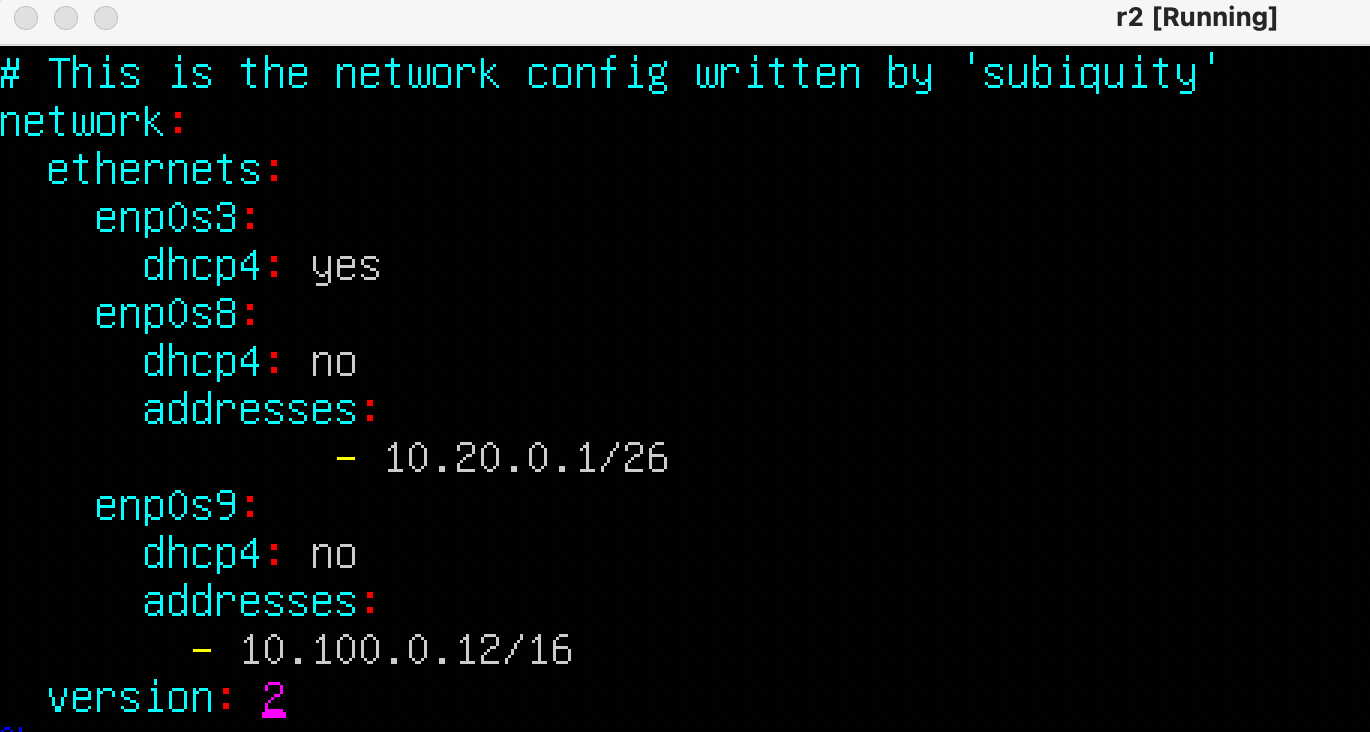 r2 [Running]
# This is the network config written by 'subiquity'
network:
  ethernets:
    enp0s3:
      dhcp4: yes
    enp0s8:
      dhcp4: no
      addresses:
              - 10.20.0.1/26
    enp0s9:
      dhcp4: no
      addresses:
        - 10.100.0.12/16
  version: 2